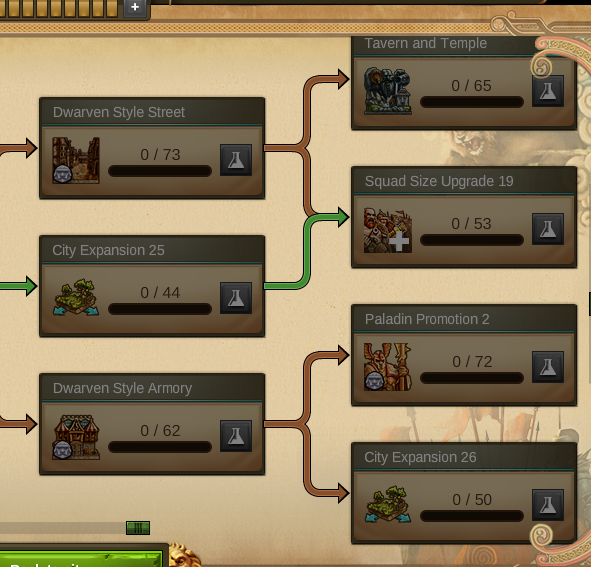 +
Tavern and Temple
0 / 65
Dwarven Style Street
0 / 73
Squad Size Upgrade 19
0 / 53
City Expansion 25
0 / 44
Paladin Promotion 2
0 / 72
Dwarven Style Armory
0 / 62
City Expansion 26
0 / 50